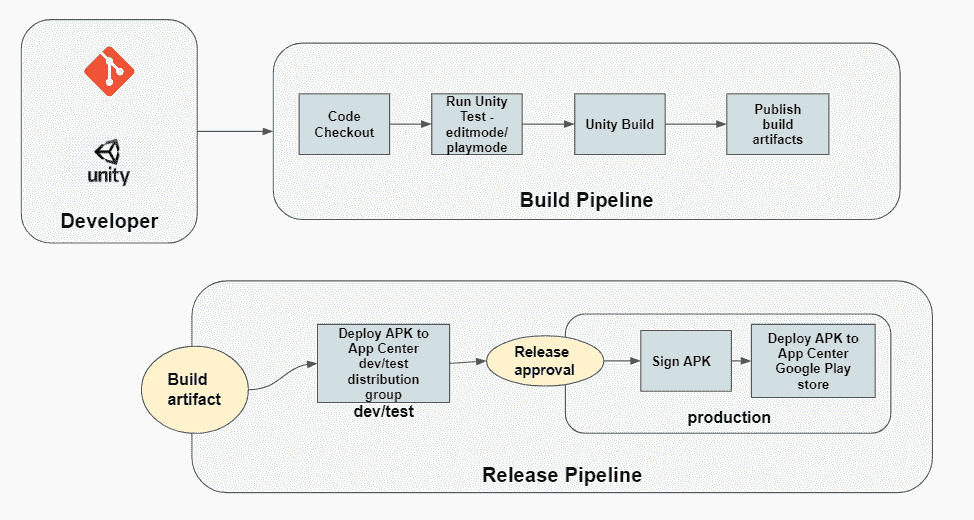 unity
Developer
Code
Checkout
Run Unity
Test -
editmode/
playmode
Unity Build
Publish
build
artifacts
Build Pipeline
Build
artifact
Deploy APK to
App Center
dev/test
distribution
group
dev/test
Release
approval
Sign APK
Deploy APK to
App Center
Google Play
store
production
Release Pipeline